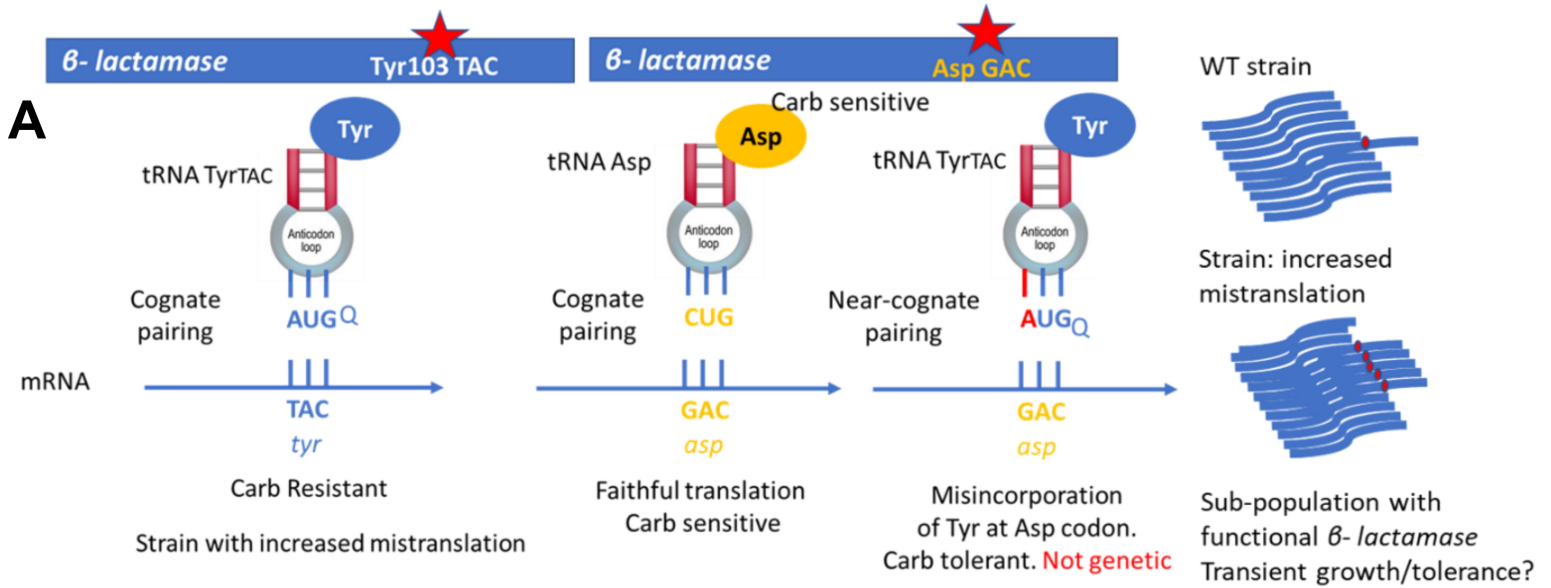 A
β- lactamase
Tyr103 TAC
β- lactamase
Asp GAC
Carb sensitive
Tyr
tRNA TyrTAC
Anticodon
loop
Cognate
pairing
AUGQ
mRNA
TAC
tyr
Carb Resistant
Strain with increased mistranslation
Asp
tRNA Asp
Anticodon
loop
Cognate
pairing
CUG
GAC
asp
Faithful translation
Carb sensitive
Tyr
tRNA TyrTAC
Anticodon
loop
Near-cognate
pairing
AUGQ
GAC
asp
Misincorporation
of Tyr at Asp codon.
Carb tolerant. Not genetic
WT strain
Strain: increased
mistranslation
Sub-population with
functional β- lactamase
Transient growth/tolerance?